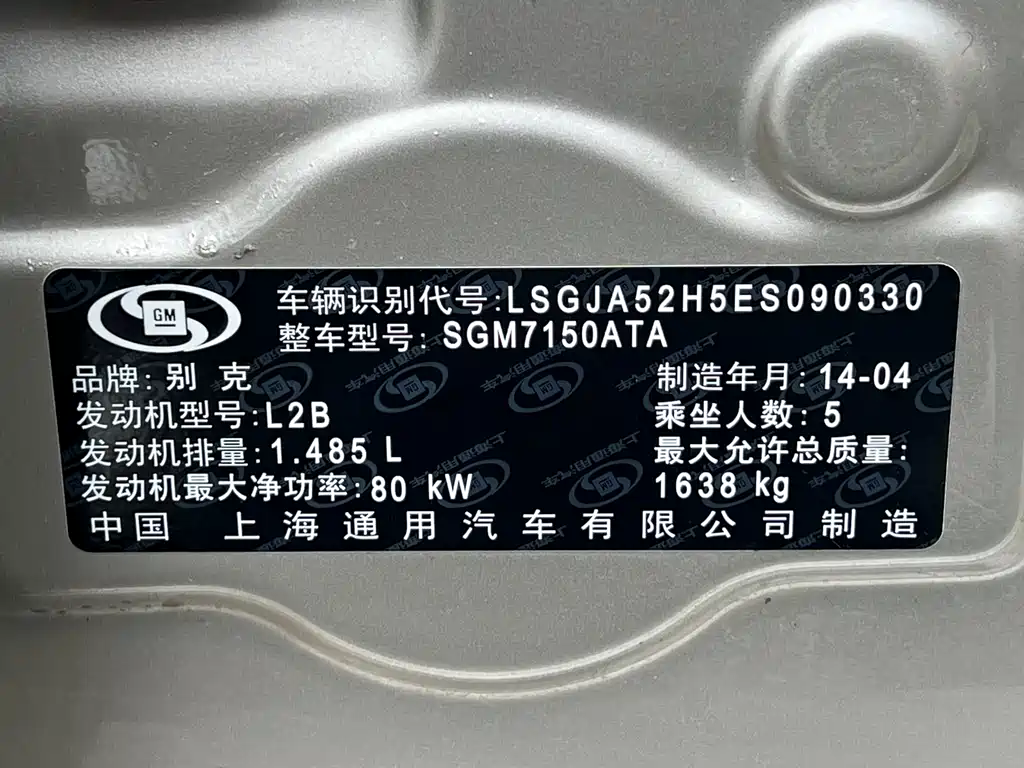 GM
车辆识别代号:LSGJA52H5ES090330
整车型号: SGM7150ATA
品牌: 别 克
制造年月: 14-04
发动机型号:L2B
乘坐人数: 5
发动机排量:1.485 L
最大允许总质量:
1638 kg
发动机最大净功率:80 kW
中国 上海通用汽车有限公司制造